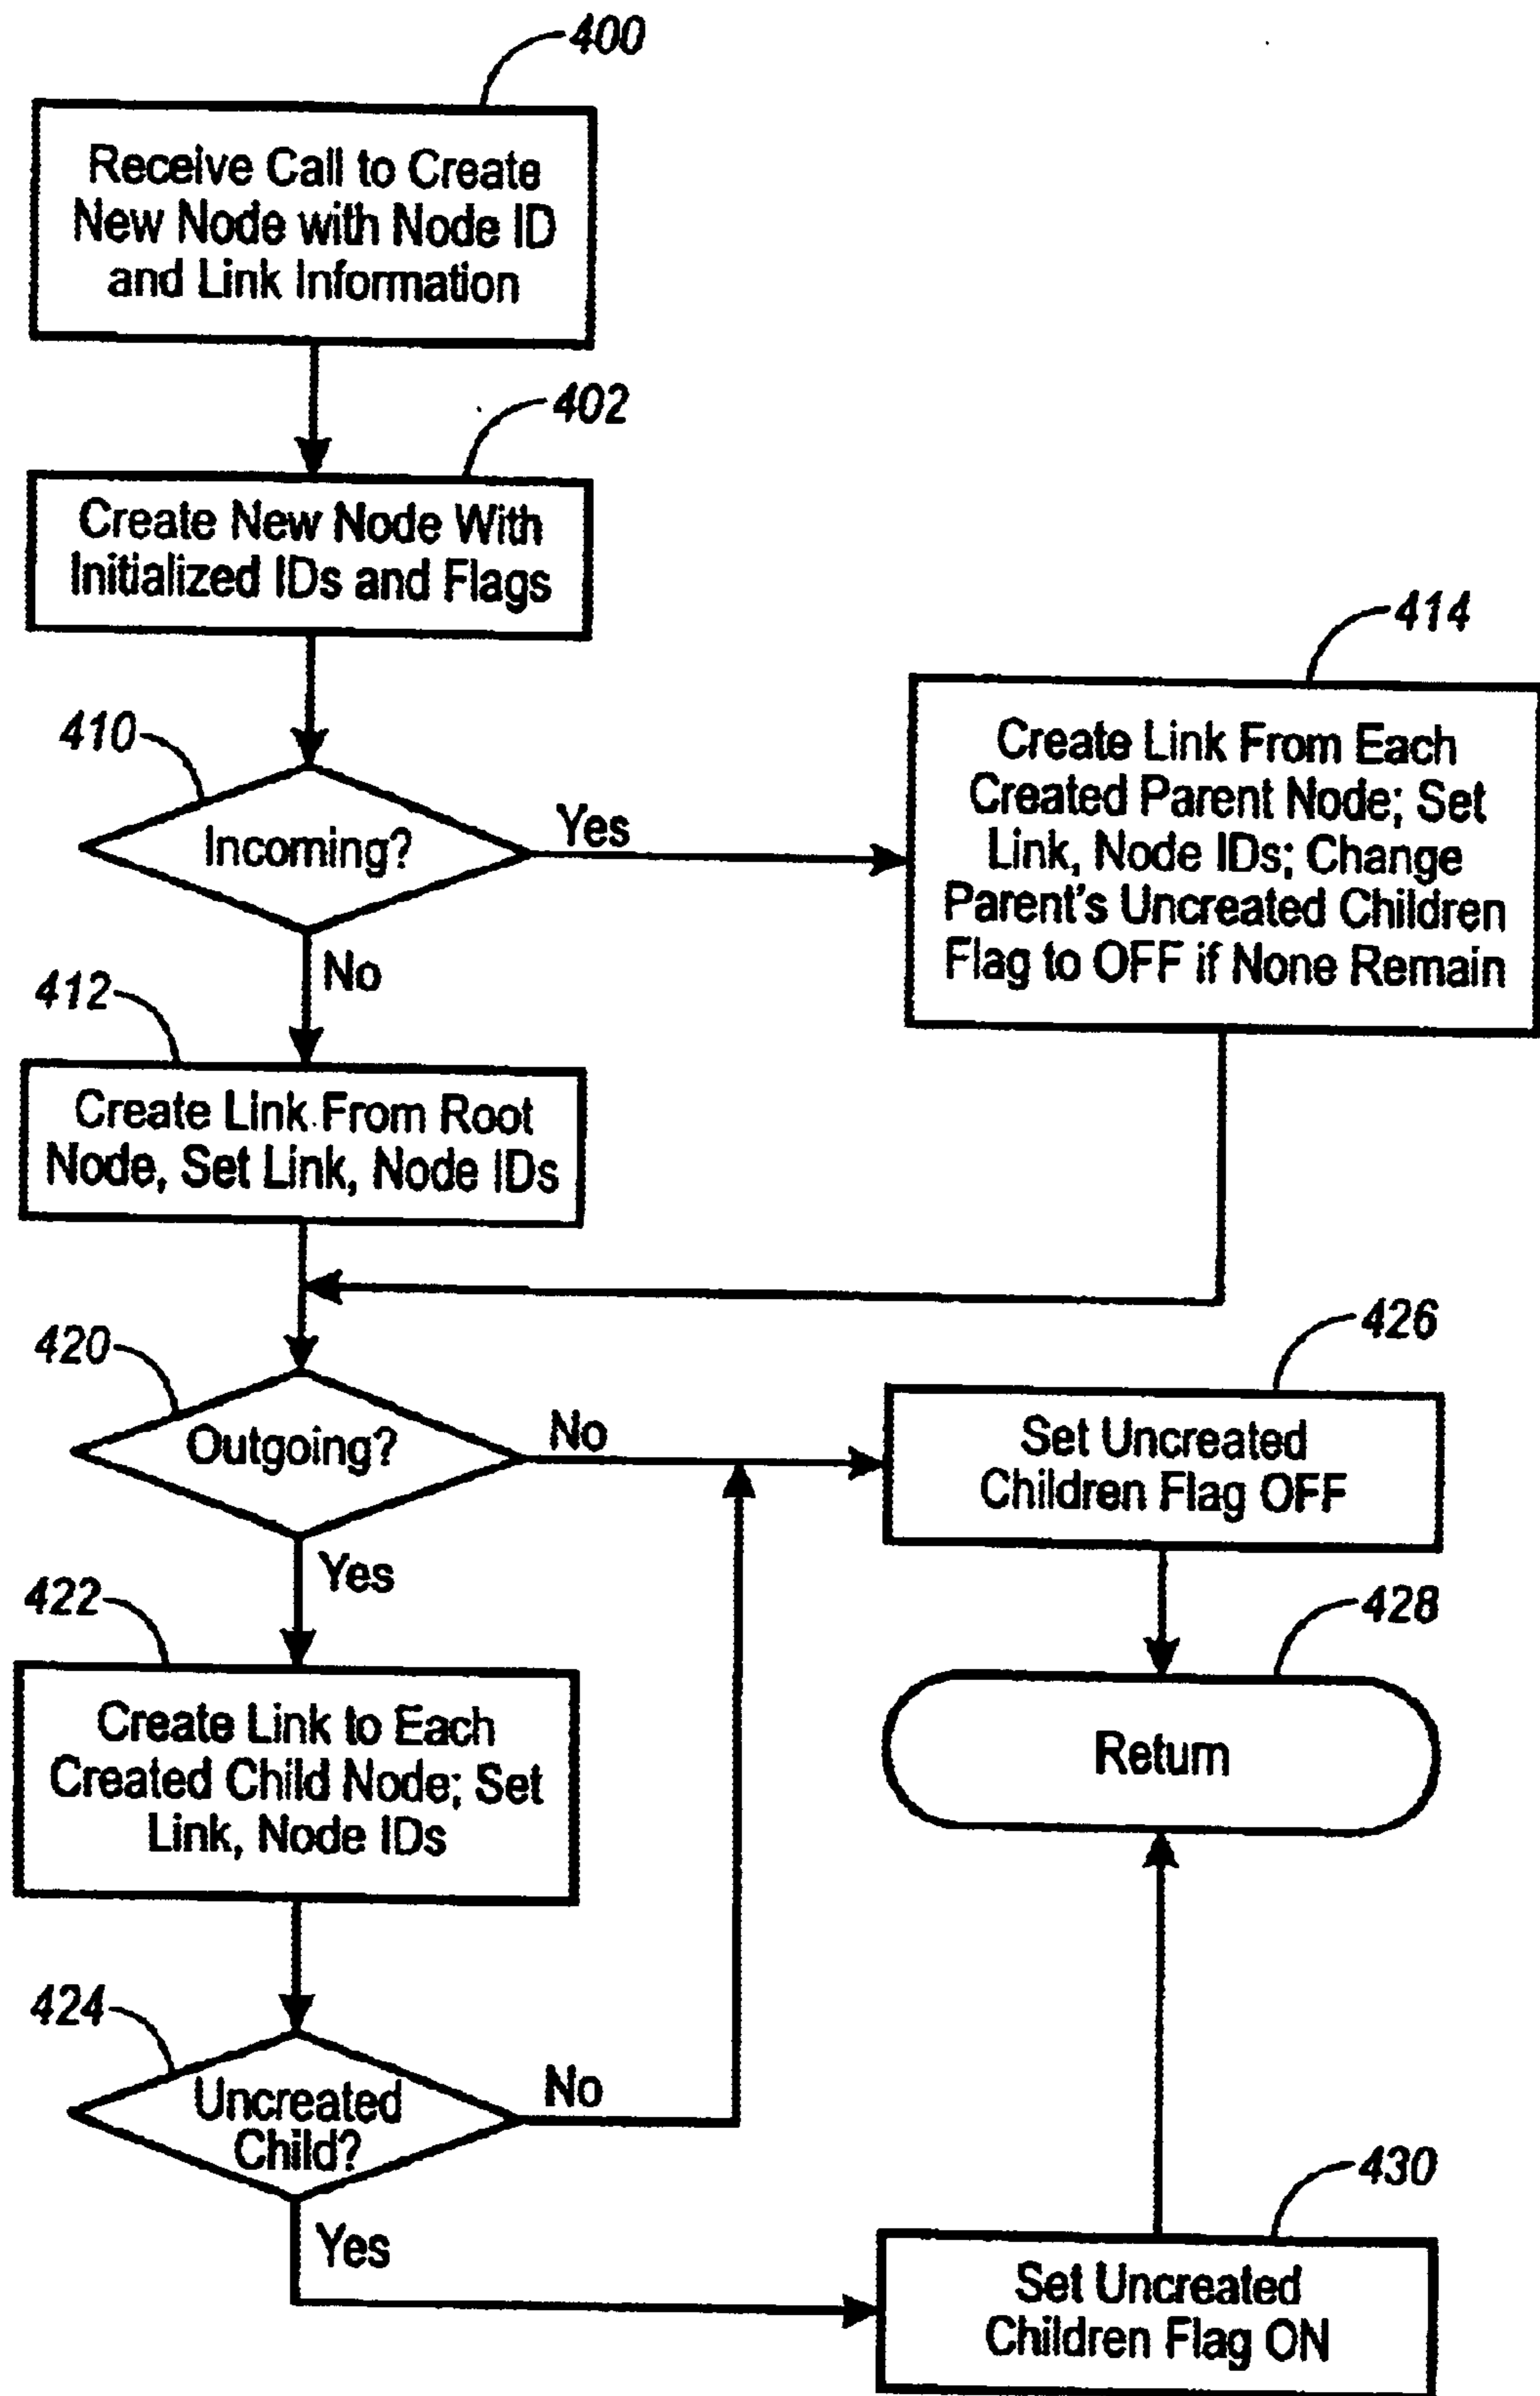 400
Receive Call to Create
New Node with Node ID
and Link Information
402
Create New Node With
Initialized IDs and Flags
414
Create Link From Each
Created Parent Node; Set
Link, Node IDs; Change
Parent's Uncreated Children
Flag to OFF if None Remain
410
Incoming?
Yes
No
412
Create Link From Root
Node, Set Link, Node IDs
420
Outgoing?
No
Yes
426
Set Uncreated
Children Flag OFF
428
Return
422
Create Link to Each
Created Child Node; Set
Link, Node IDs
424
Uncreated
Child?
No
Yes
430
Set Uncreated
Children Flag ON